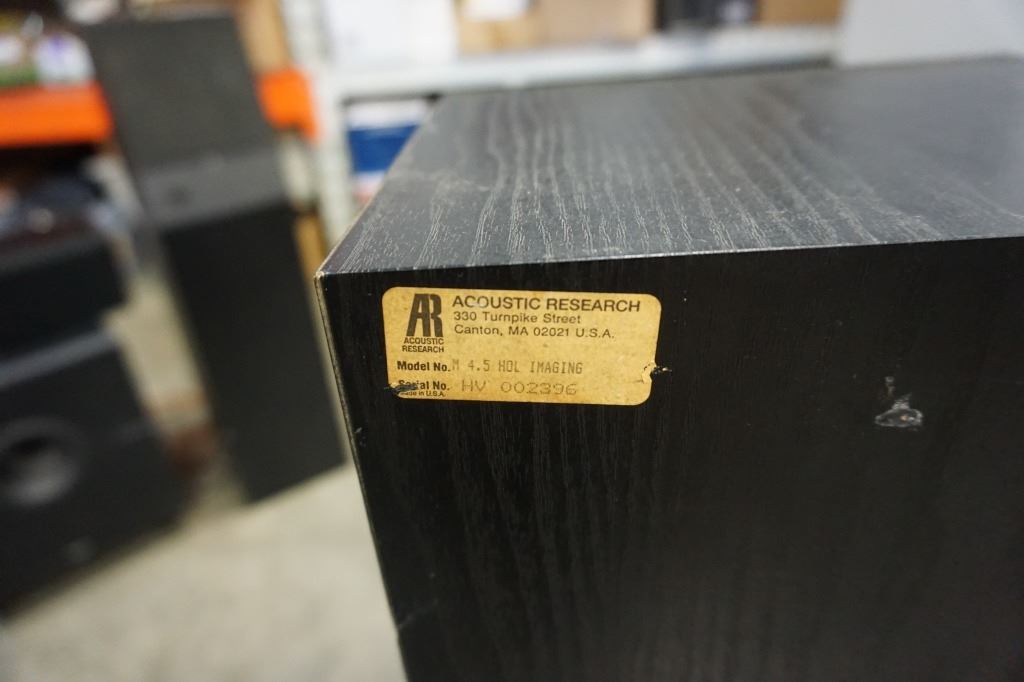 AR
ACOUSTIC
RESEARCH
ACOUSTIC RESEARCH
330 Turnpike Street
Canton, MA 02021 U.S.A.
Model No. M 4.5 HOL IMAGING
Serial No. HV 002396
Made in U.S.A.